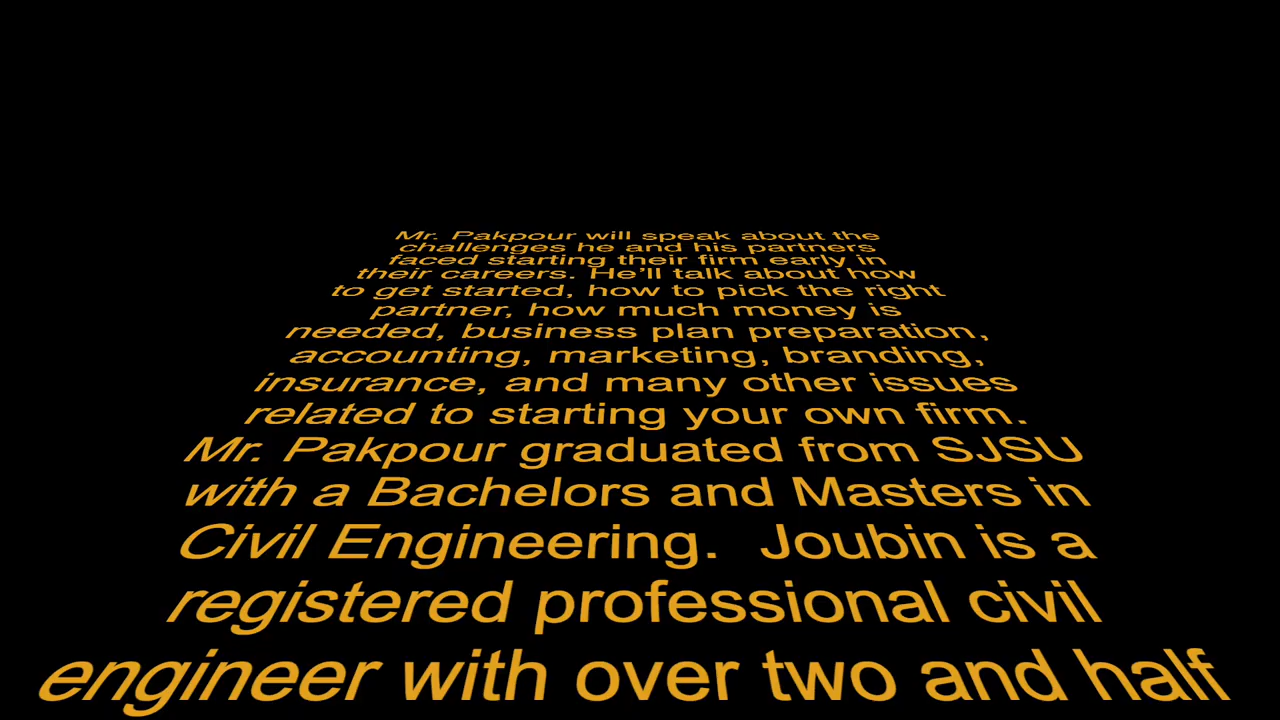 Mr. Pakpour will speak about the
challenges he and his partners
faced starting their firm early in
their careers. He’ll talk about how
to get started, how to pick the right
partner, how much money is
needed, business plan preparation,
accounting, marketing, branding,
insurance, and many other issues
related to starting your own firm.
Mr. Pakpour graduated from SJSU
with a Bachelors and Masters in
Civil Engineering.  Joubin is a
registered professional civil
engineer with over two and half